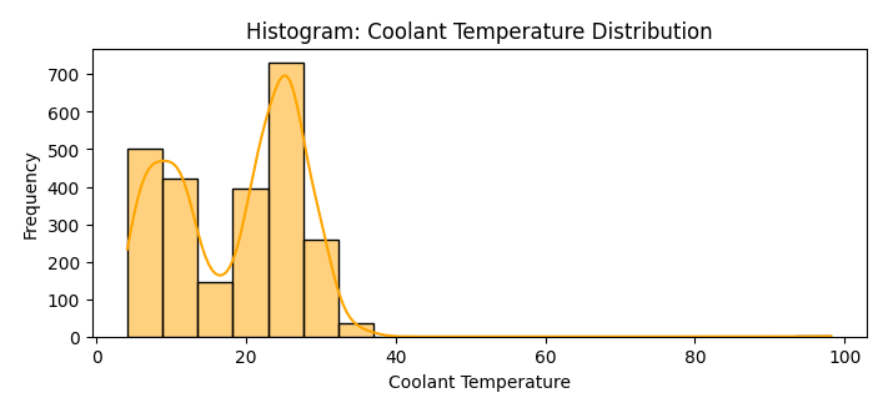 Histogram: Coolant Temperature Distribution
Frequency
700
600
500
400
300
200
100
0
0 20 40 60 80 100
Coolant Temperature